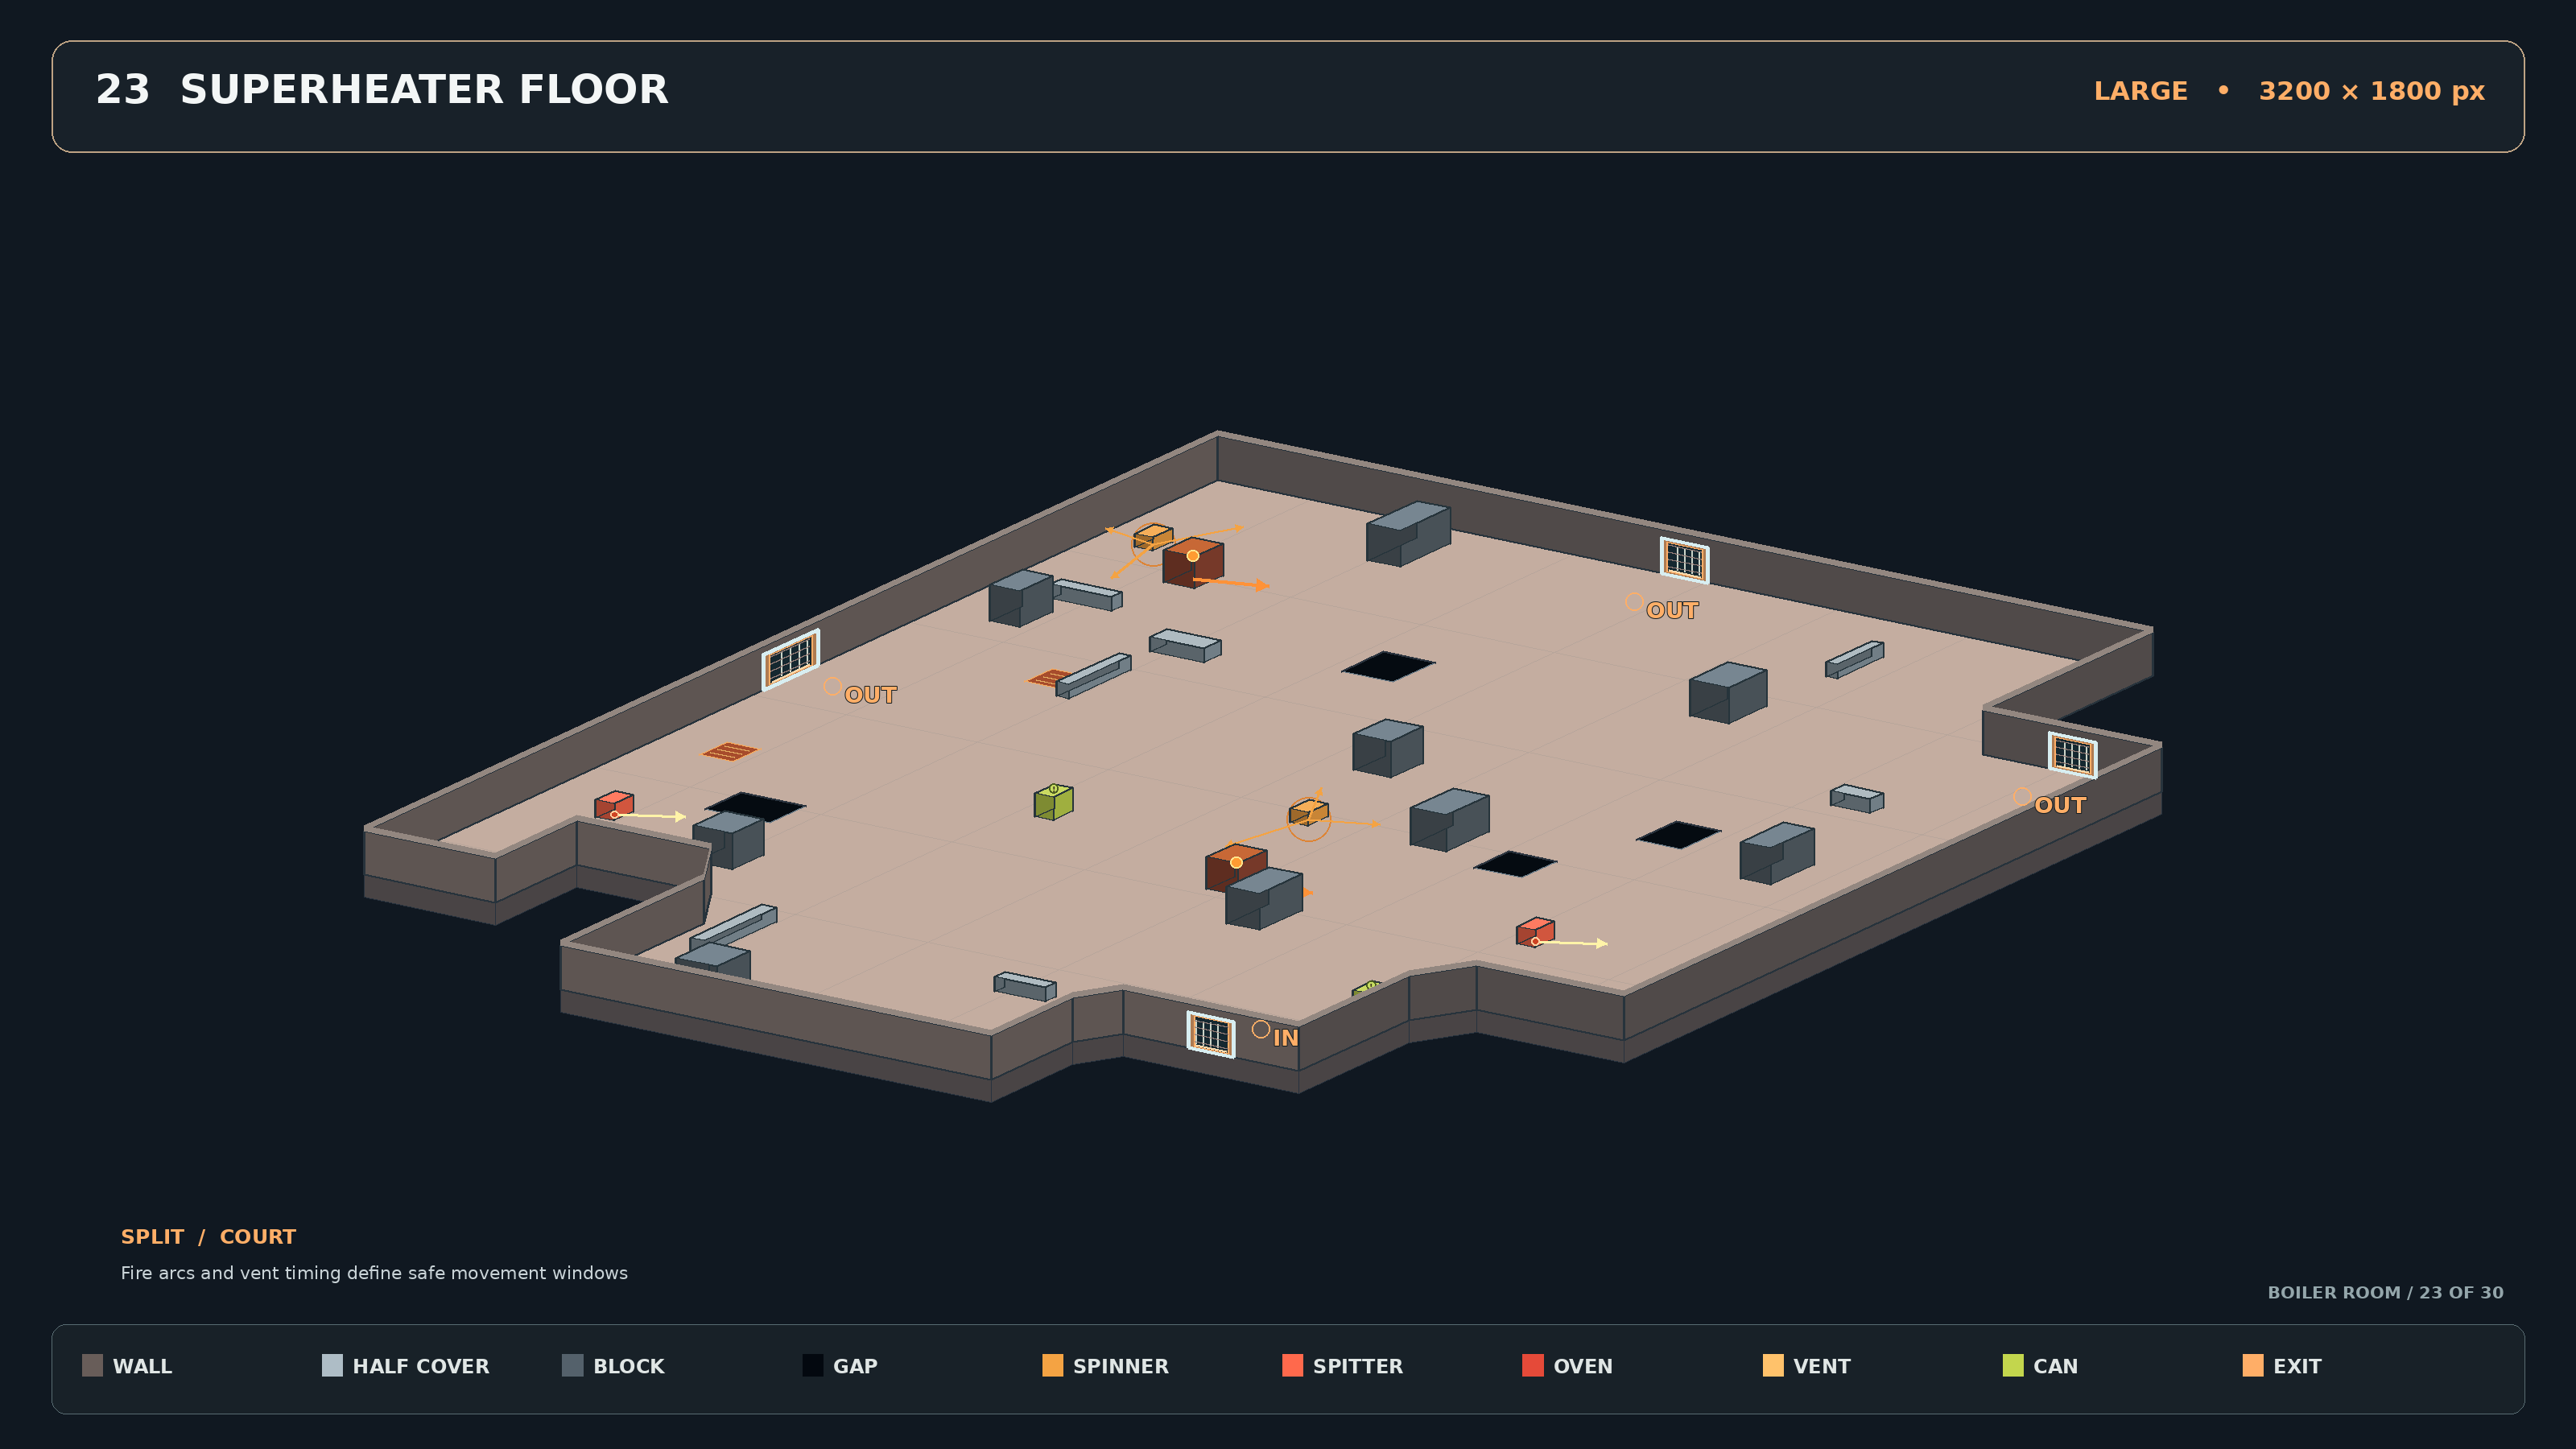 23 SUPERHEATER FLOOR
LARGE • 3200 × 1800 px
OUT
OUT
OUT
IN
SPLIT / COURT
Fire arcs and vent timing define safe movement windows
BOILER ROOM / 23 OF 30
WALL HALF COVER BLOCK GAP SPINNER SPITTER OVEN VENT CAN EXIT